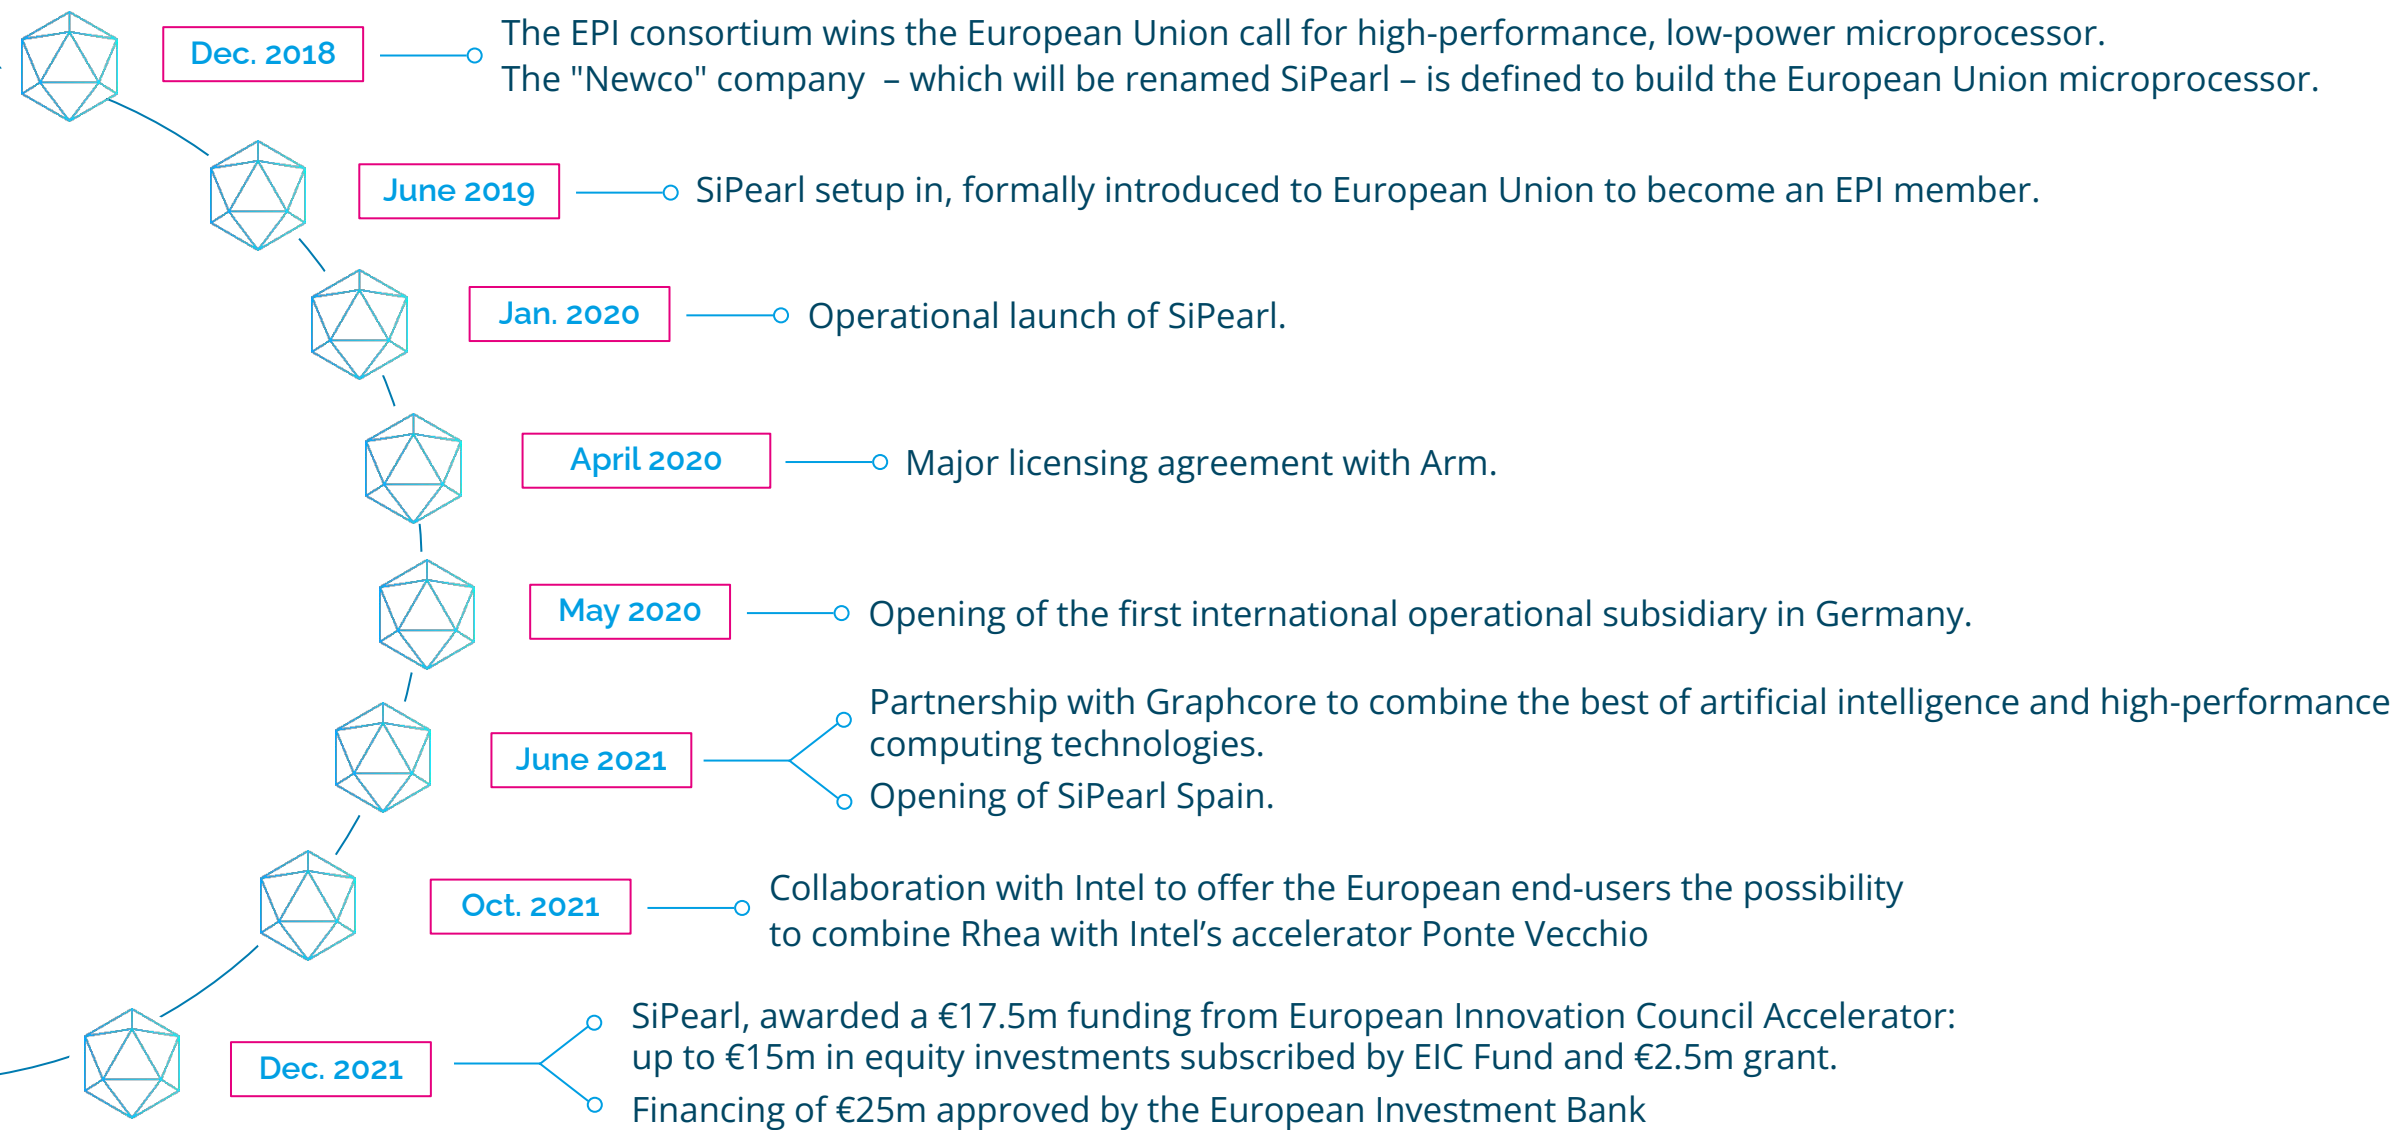 Dec. 2018
The EPI consortium wins the European Union call for high-performance, low-power microprocessor.
The "Newco" company – which will be renamed SiPearl – is defined to build the European Union microprocessor.
June 2019
SiPearl setup in, formally introduced to European Union to become an EPI member.
Jan. 2020
Operational launch of SiPearl.
April 2020
Major licensing agreement with Arm.
May 2020
Opening of the first international operational subsidiary in Germany.
June 2021
Partnership with Graphcore to combine the best of artificial intelligence and high-performance
computing technologies.
Opening of SiPearl Spain.
Oct. 2021
Collaboration with Intel to offer the European end-users the possibility
to combine Rhea with Intel’s accelerator Ponte Vecchio
Dec. 2021
SiPearl, awarded a €17.5m funding from European Innovation Council Accelerator:
up to €15m in equity investments subscribed by EIC Fund and €2.5m grant.
Financing of €25m approved by the European Investment Bank